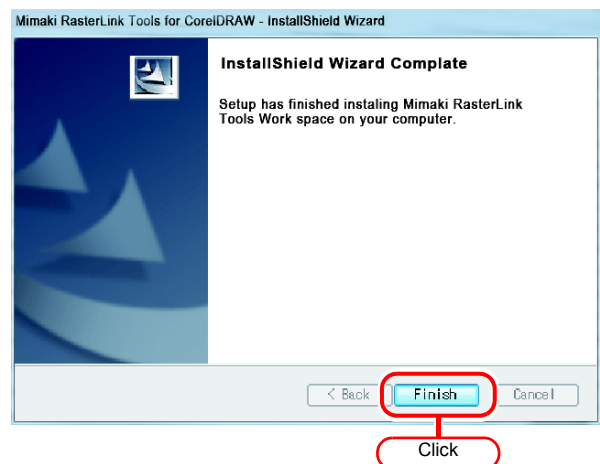 Mimaki RasterLink Tools for CorelDRAW - InstallShield Wizard
InstallShield Wizard Complate
Setup has finished instaling Mimaki RasterLink
Tools Work space on your computer.
< Back
Finish
Cancel
Click